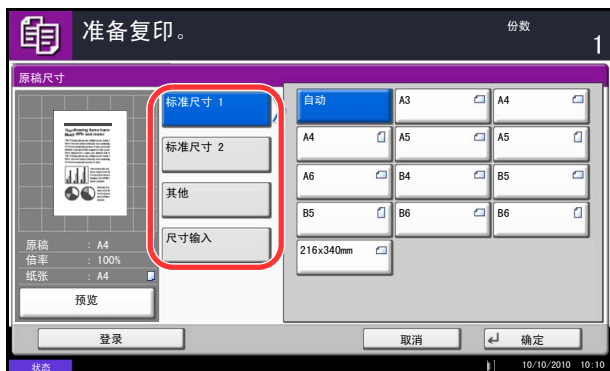 准备复印。
份数
1
原稿尺寸
标准尺寸 1
标准尺寸 2
其他
尺寸输入
自动
A3
A4
A4
A5
A5
A6
B4
B5
B5
B6
B6
216x340mm
原稿 : A4
倍率 : 100%
纸张 : A4
预览
登录
取消
确定
状态
10/10/2010 10:10